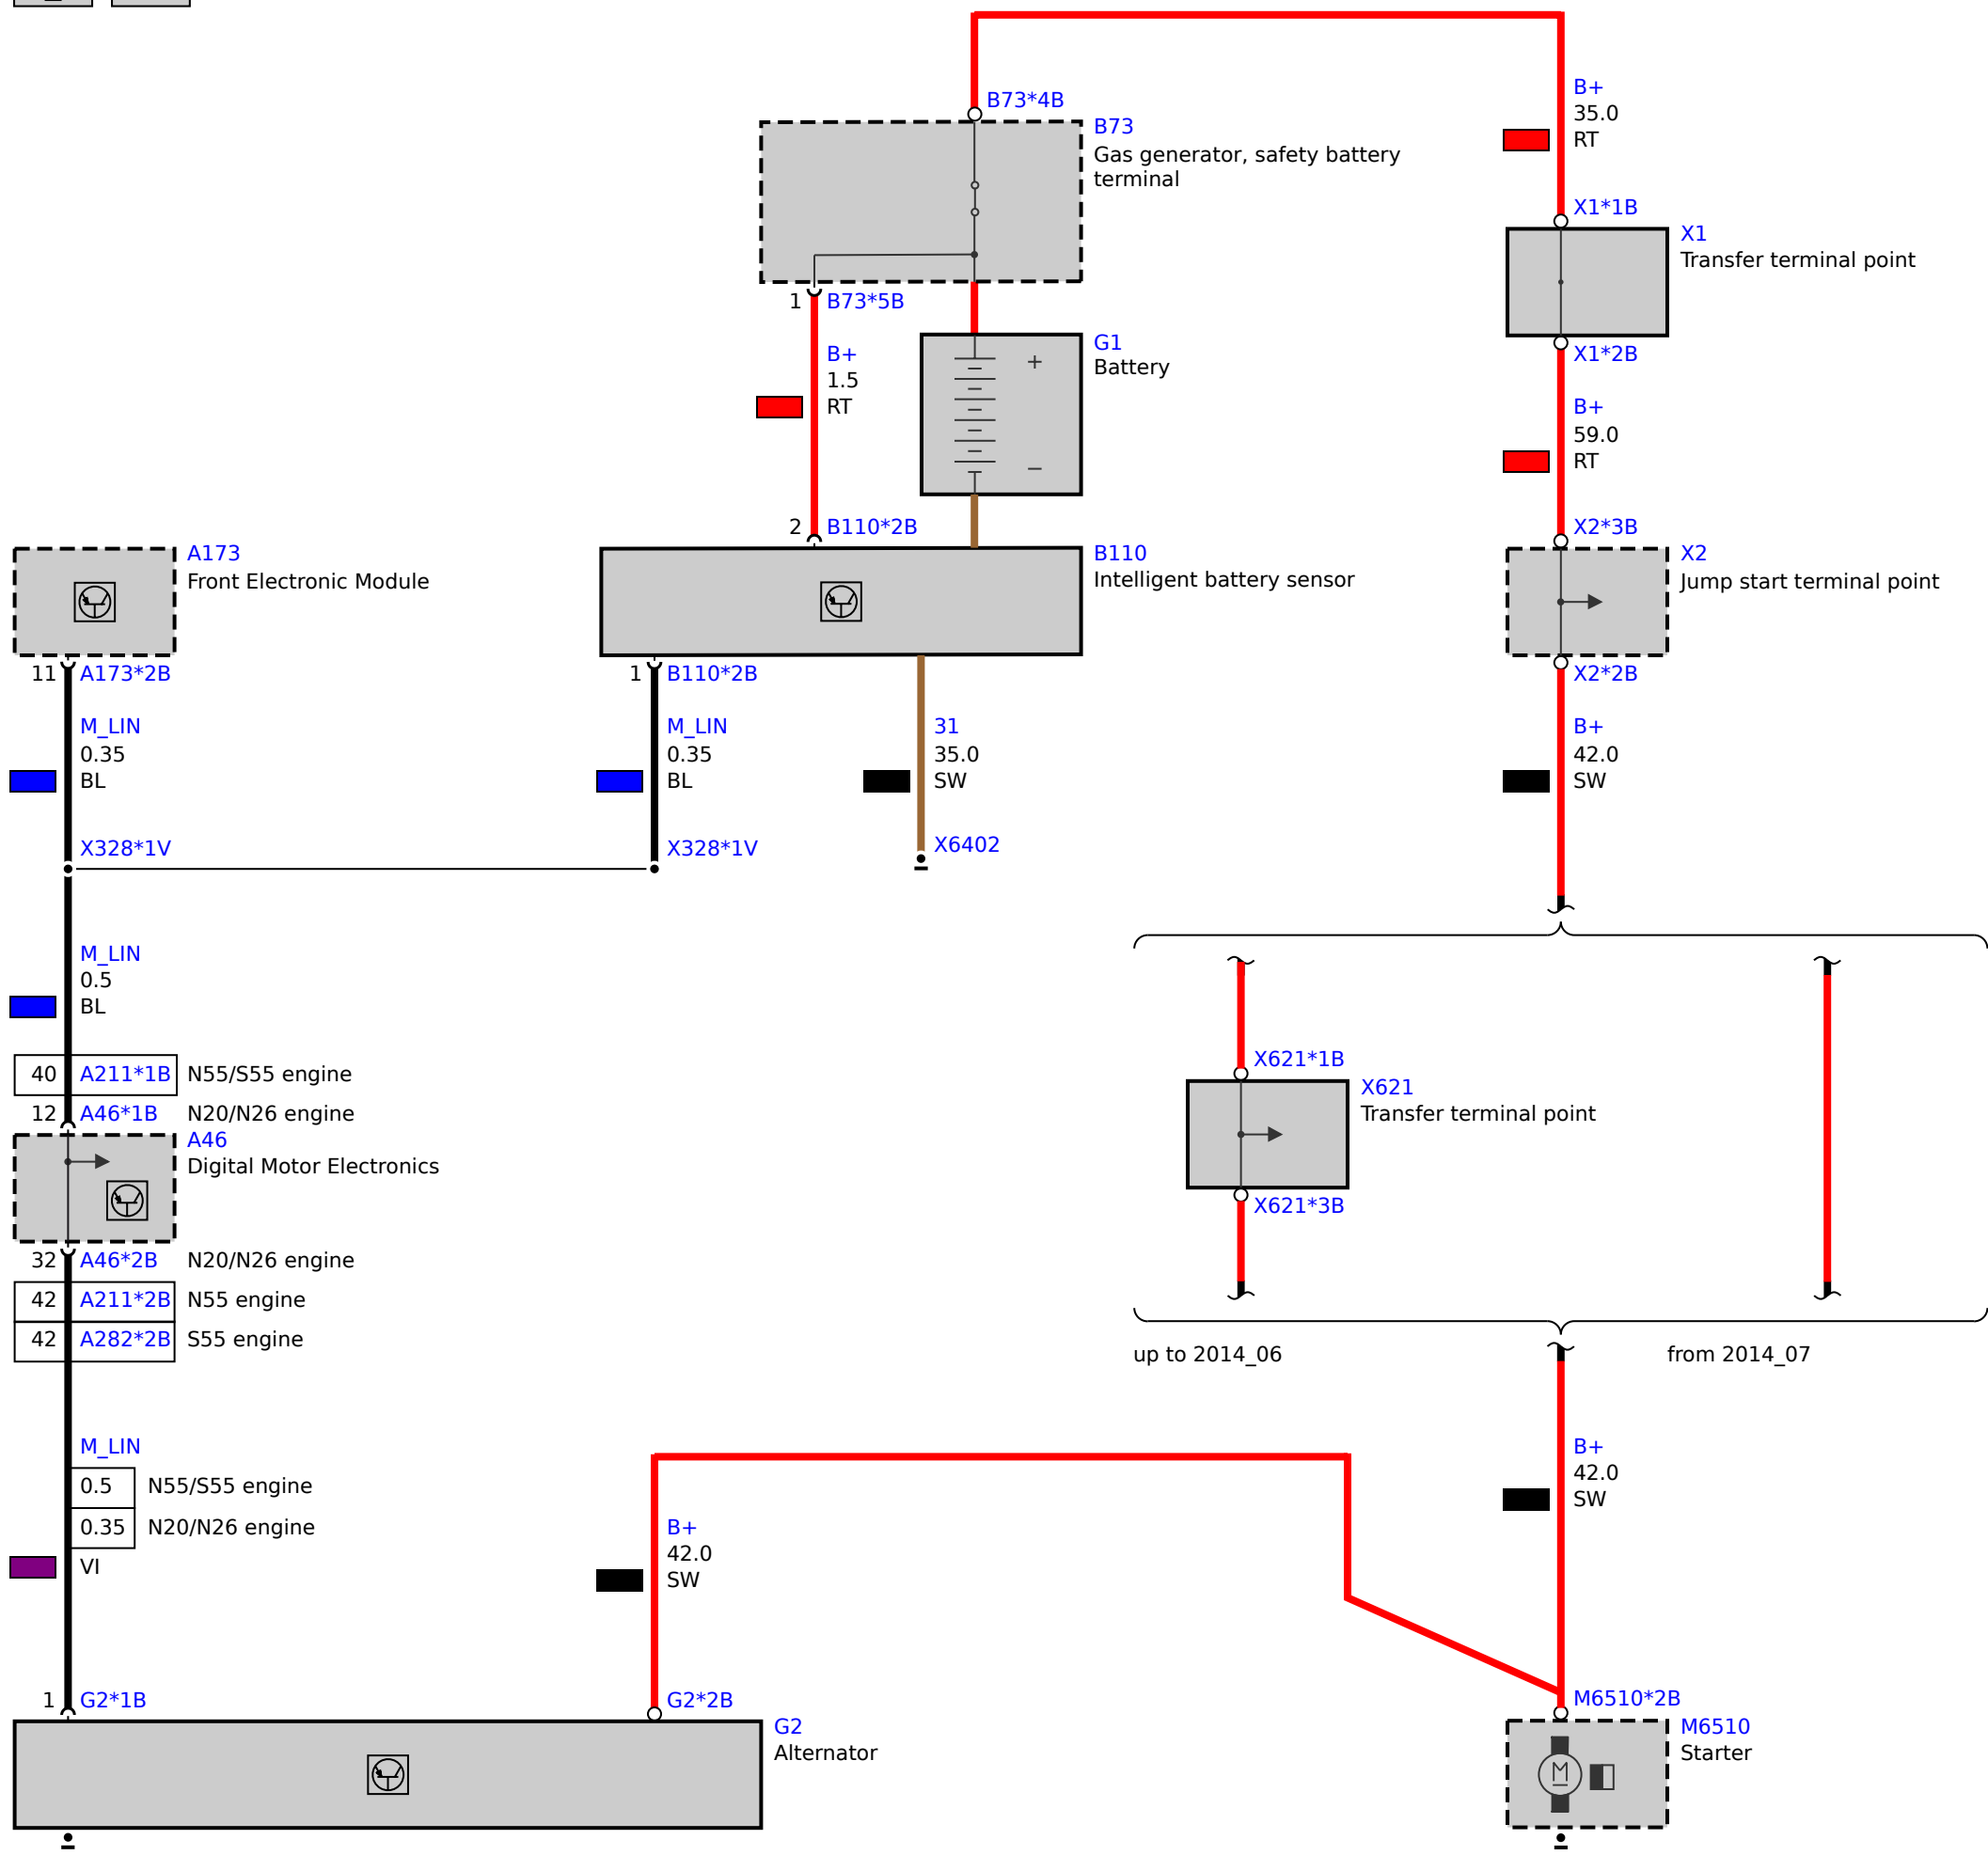 B73*4B
B+
35.0
RT
B73
Gas generator, safety battery
terminal
X1*1B
X1
Transfer terminal point
1 B73*5B
G1
Battery
+
−
B+
1.5
RT
X1*2B
B+
59.0
RT
2 B110*2B
X2*3B
A173
Front Electronic Module
B110
Intelligent battery sensor
X2
Jump start terminal point
11 A173*2B
1 B110*2B
X2*2B
M_LIN
0.35
BL
M_LIN
0.35
BL
31
35.0
SW
B+
42.0
SW
X328*1V
X328*1V
X6402
M_LIN
0.5
BL
40 A211*1B N55/S55 engine
12 A46*1B N20/N26 engine
A46
Digital Motor Electronics
X621*1B
X621
Transfer terminal point
X621*3B
32 A46*2B N20/N26 engine
42 A211*2B N55 engine
42 A282*2B S55 engine
up to 2014_06
from 2014_07
M_LIN
0.5 N55/S55 engine
0.35 N20/N26 engine
VI
B+
42.0
SW
B+
42.0
SW
1 G2*1B
G2*2B
M6510*2B
G2
Alternator
M6510
Starter
M